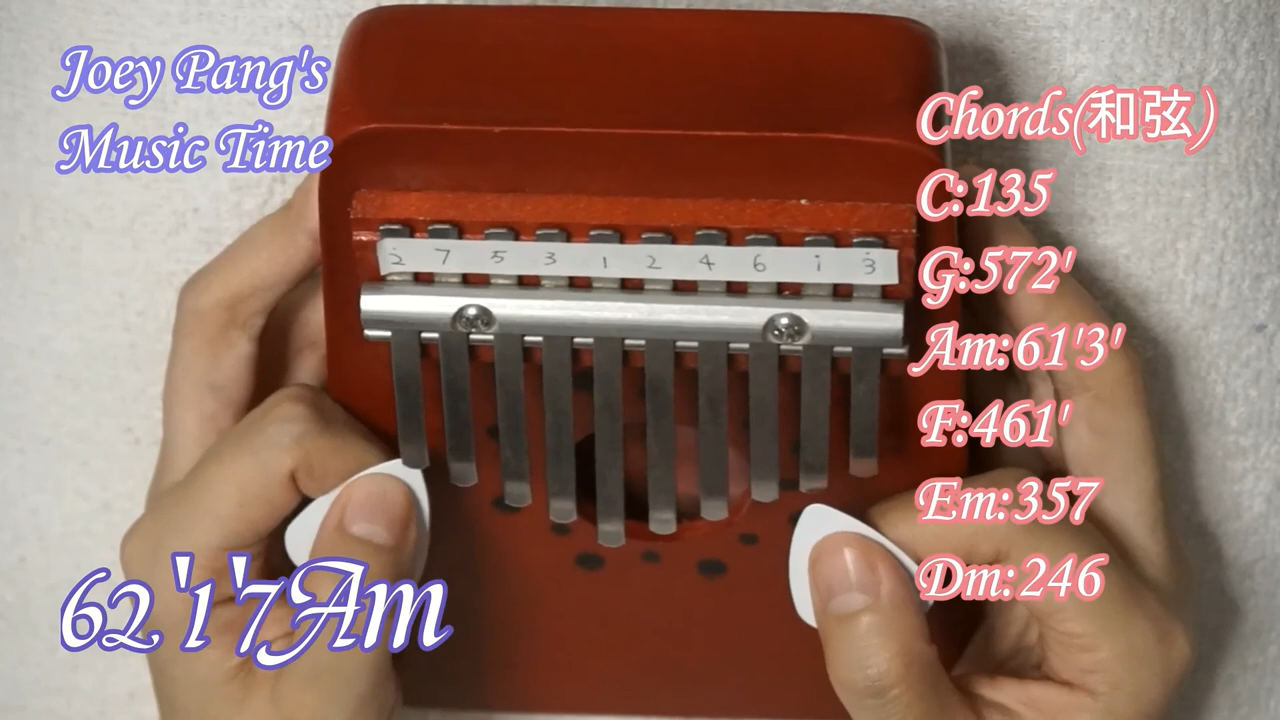 Joey Pang's
Music Time
Chords(和弦)
C:135
G:572'
Am:61'3'
F:461'
Em:357
Dm:246
2̇ 7 5 3 1 2 4 6 1̇ 3̇
62'1'7Am